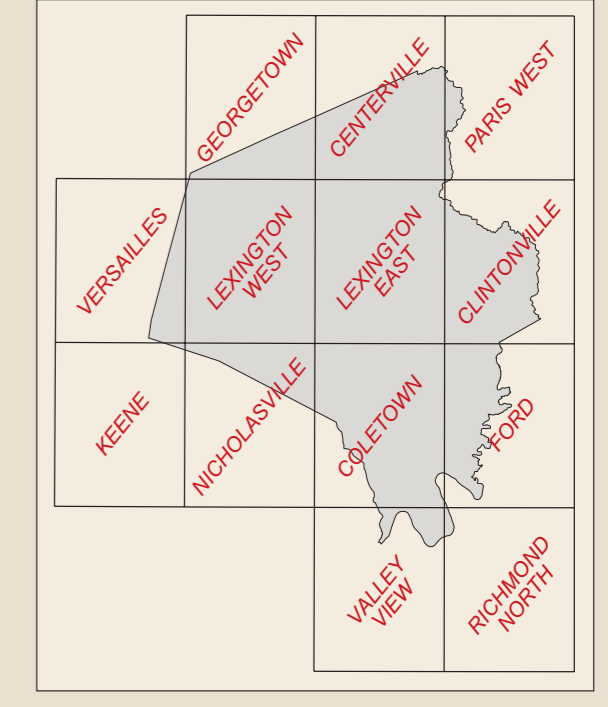 GEORGETOWN
CENTERVILLE
PARIS WEST
VERSAILLES
LEXINGTON
WEST
LEXINGTON
EAST
CLINTONVILLE
KEENE
NICHOLASVILLE
COLETOWN
FORD
VALLEY
VIEW
RICHMOND
NORTH